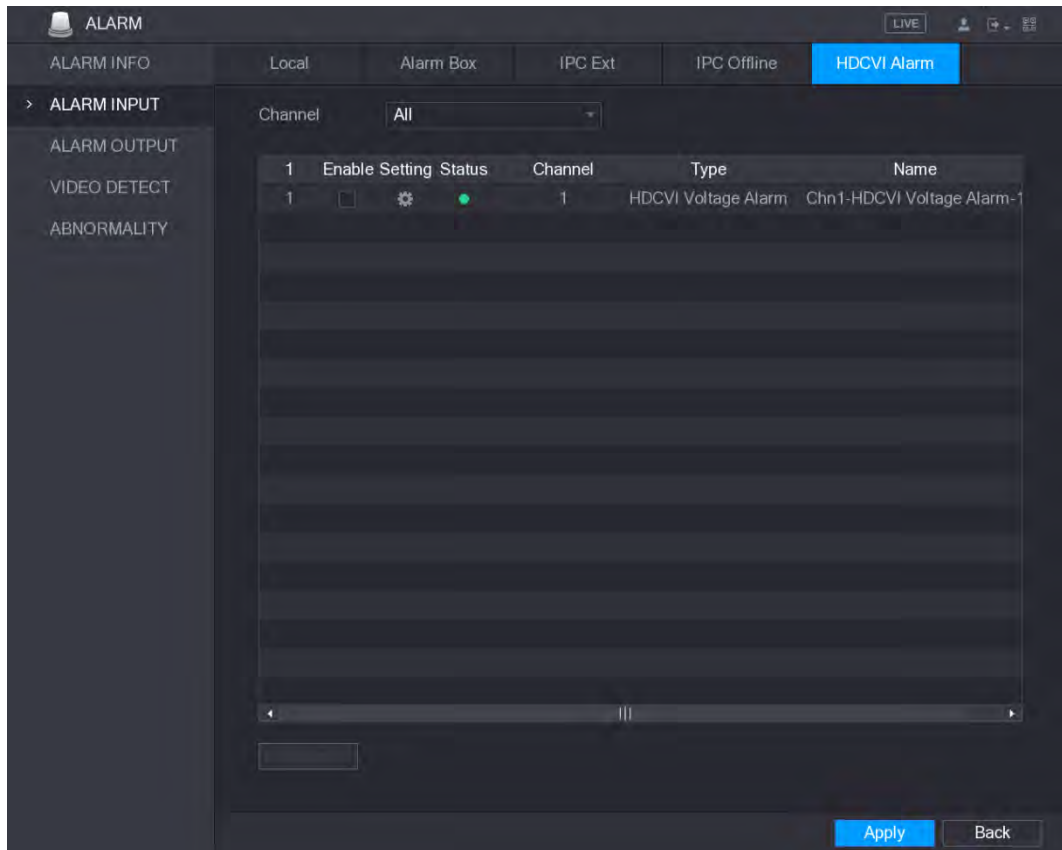 ALARM
LIVE
ALARM INFO
Local Alarm Box IPC Ext IPC Offline HDCVI Alarm
> ALARM INPUT
Channel All
ALARM OUTPUT
1 Enable Setting Status Channel Type Name
VIDEO DETECT
1 1 HDCVI Voltage Alarm Chn1-HDCVI Voltage Alarm-1
ABNORMALITY
Apply Back